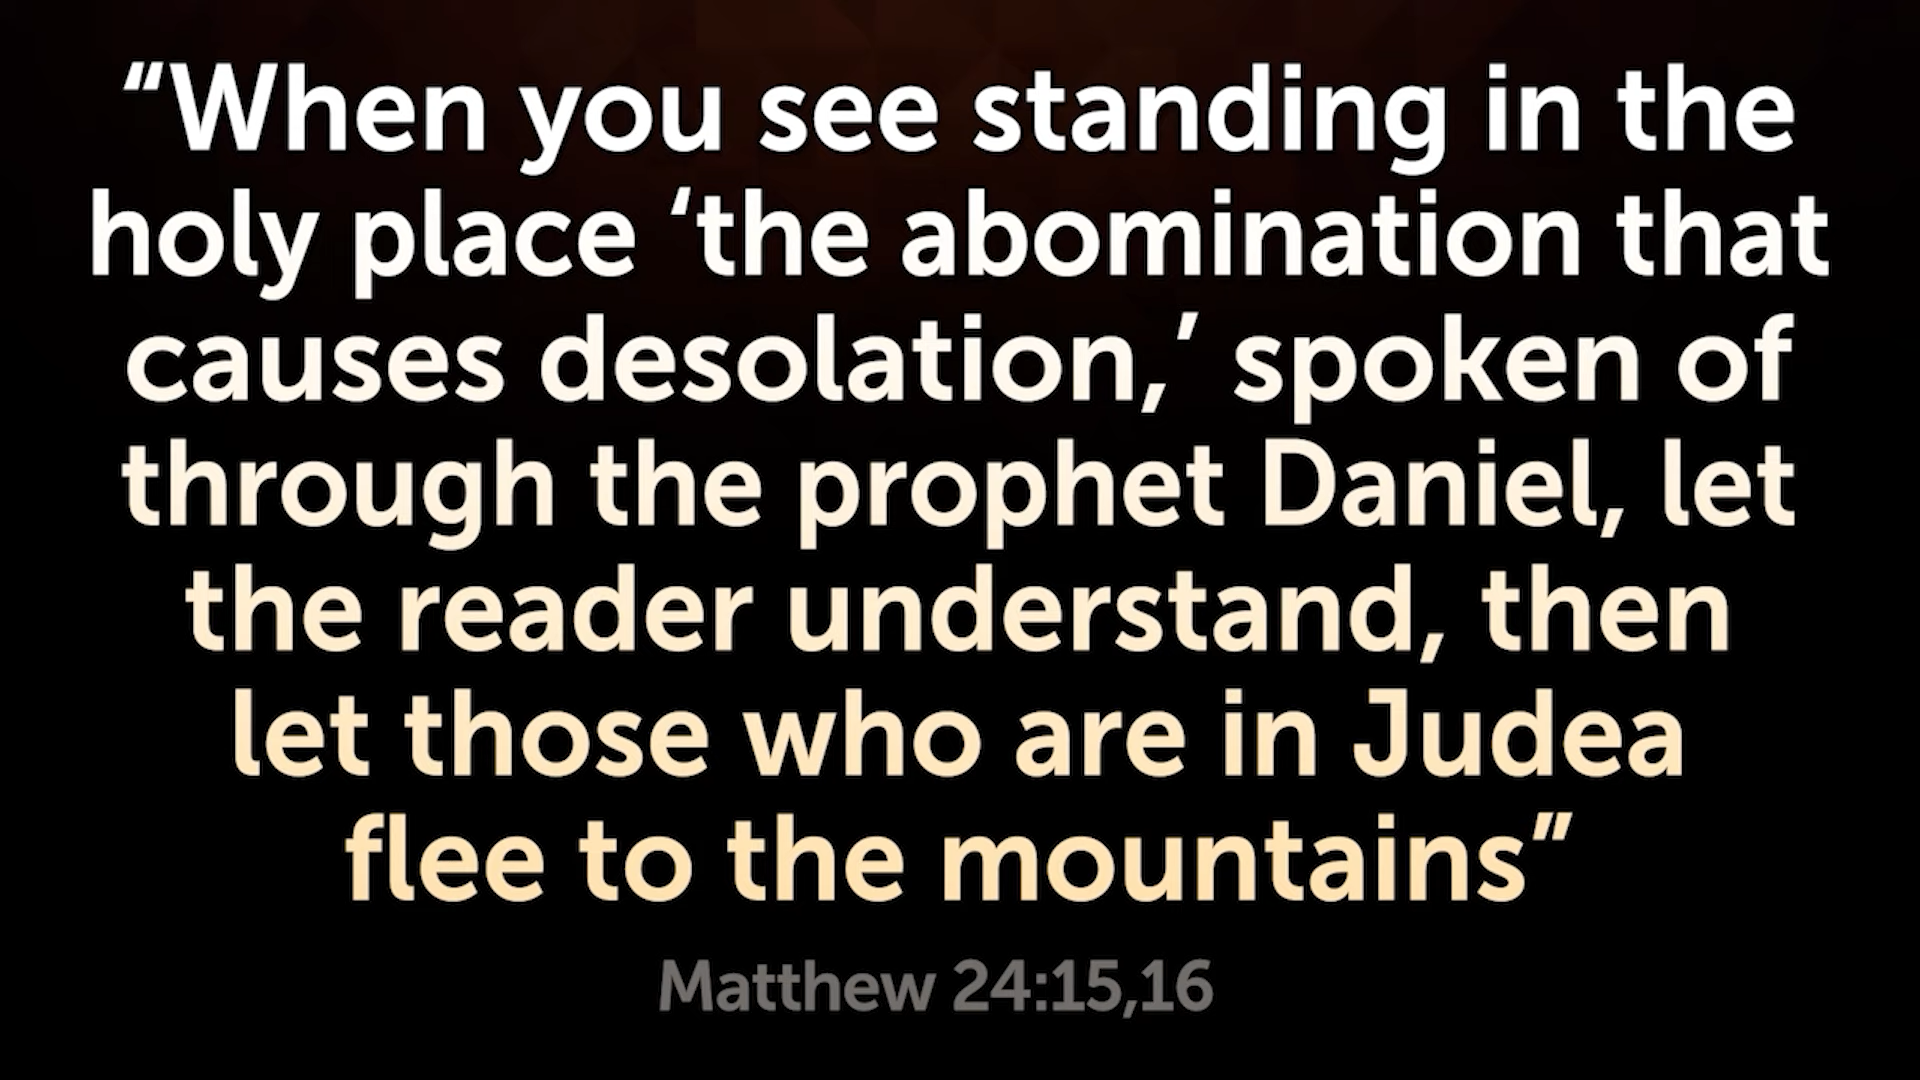 “When you see standing in the
holy place ‘the abomination that
causes desolation,’ spoken of
through the prophet Daniel, let
the reader understand, then
let those who are in Judea
flee to the mountains”
Matthew 24:15,16